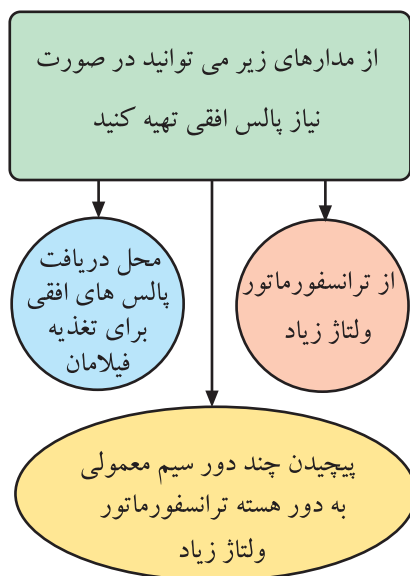 از مدارهای زیر می توانید در صورت
نیاز پالس افقی تهیه کنید
از ترانسفورماتور
ولتاژ زیاد
محل دریافت
پالس های افقی
برای تغذیه
فیلامان
پیچیدن چند دور سیم معمولی
به دور هسته ترانسفورماتور
ولتاژ زیاد